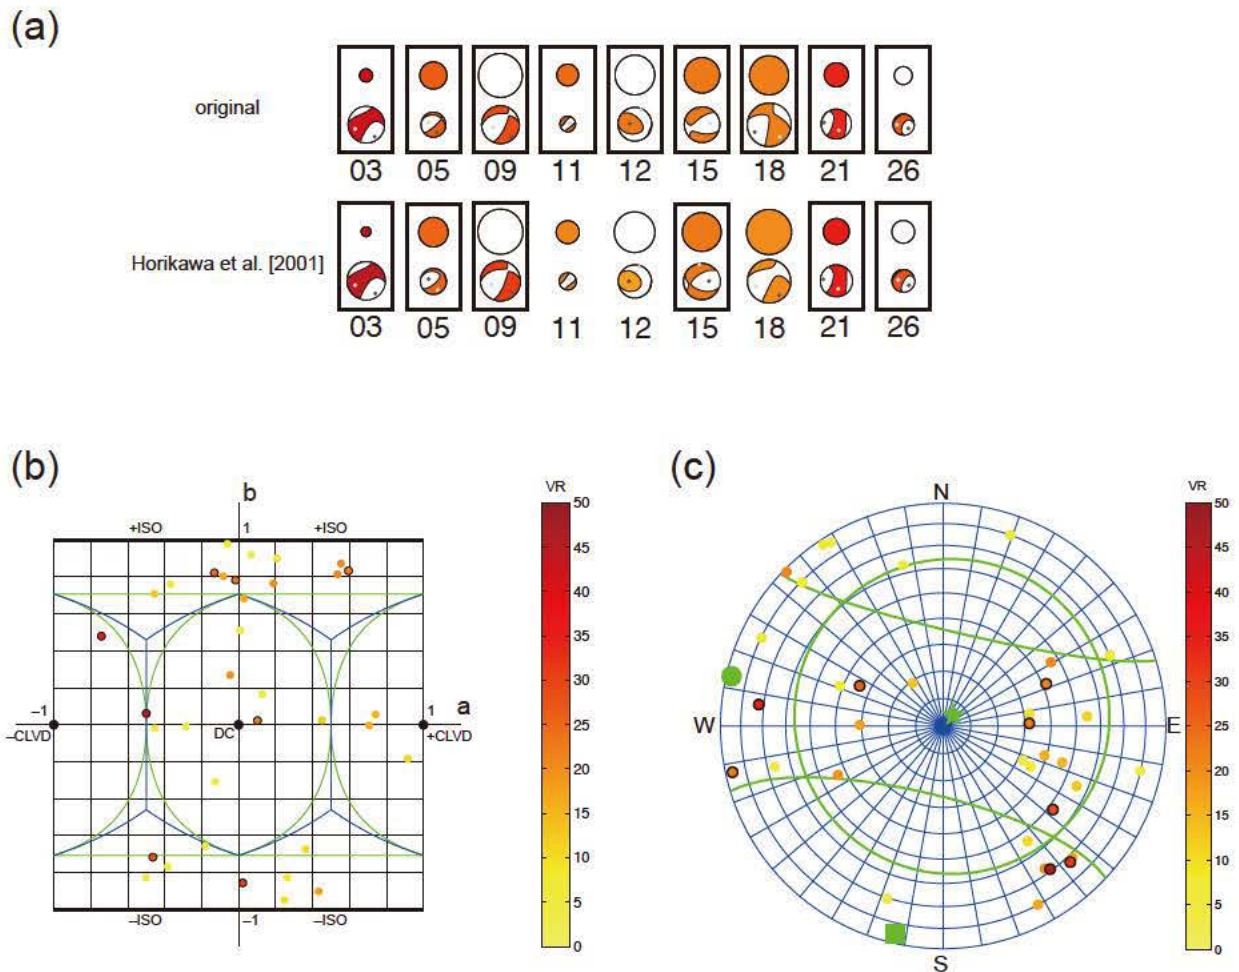 (a)
original
03 05 09 11 12 15 18 21 26
Horikawa et al. [2001]
03 05 09 11 12 15 18 21 26
(b)
b
+ISO 1 +ISO
–1 1 a
–CLVD DC +CLVD
–ISO –1 –ISO
VR
50
45
40
35
30
25
20
15
10
5
0
(c)
N
W E
S
VR
50
45
40
35
30
25
20
15
10
5
0